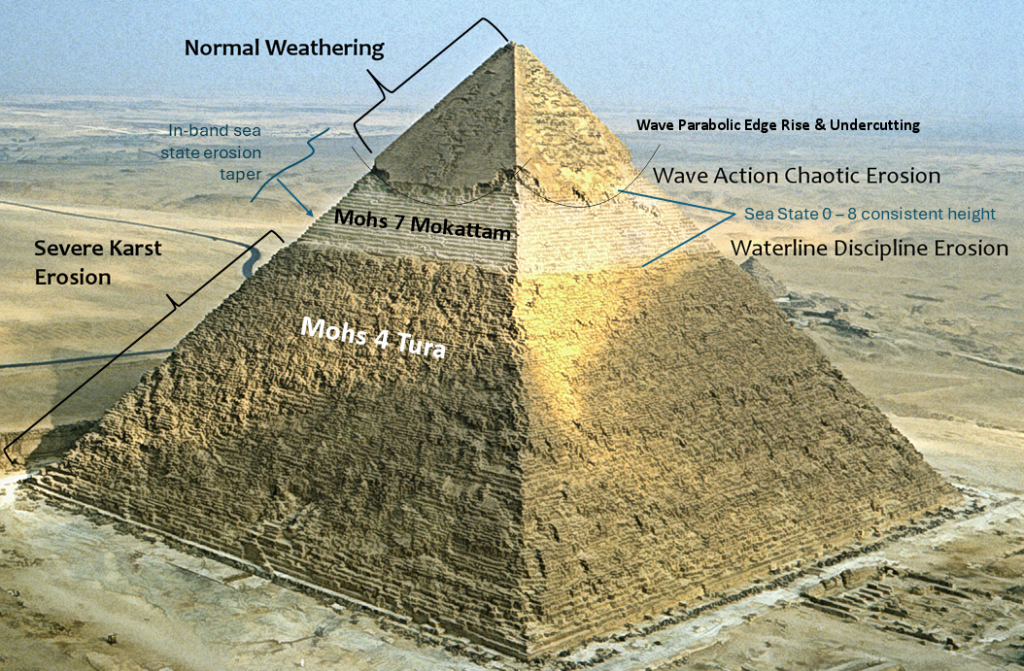 Normal Weathering
Wave Parabolic Edge Rise & Undercutting
In-band sea
state erosion
taper
Wave Action Chaotic Erosion
Sea State 0 – 8 consistent height
Mohs 7 Mokattam
Waterline Discipline Erosion
Severe Karst
Erosion
Mohs 4 Tura